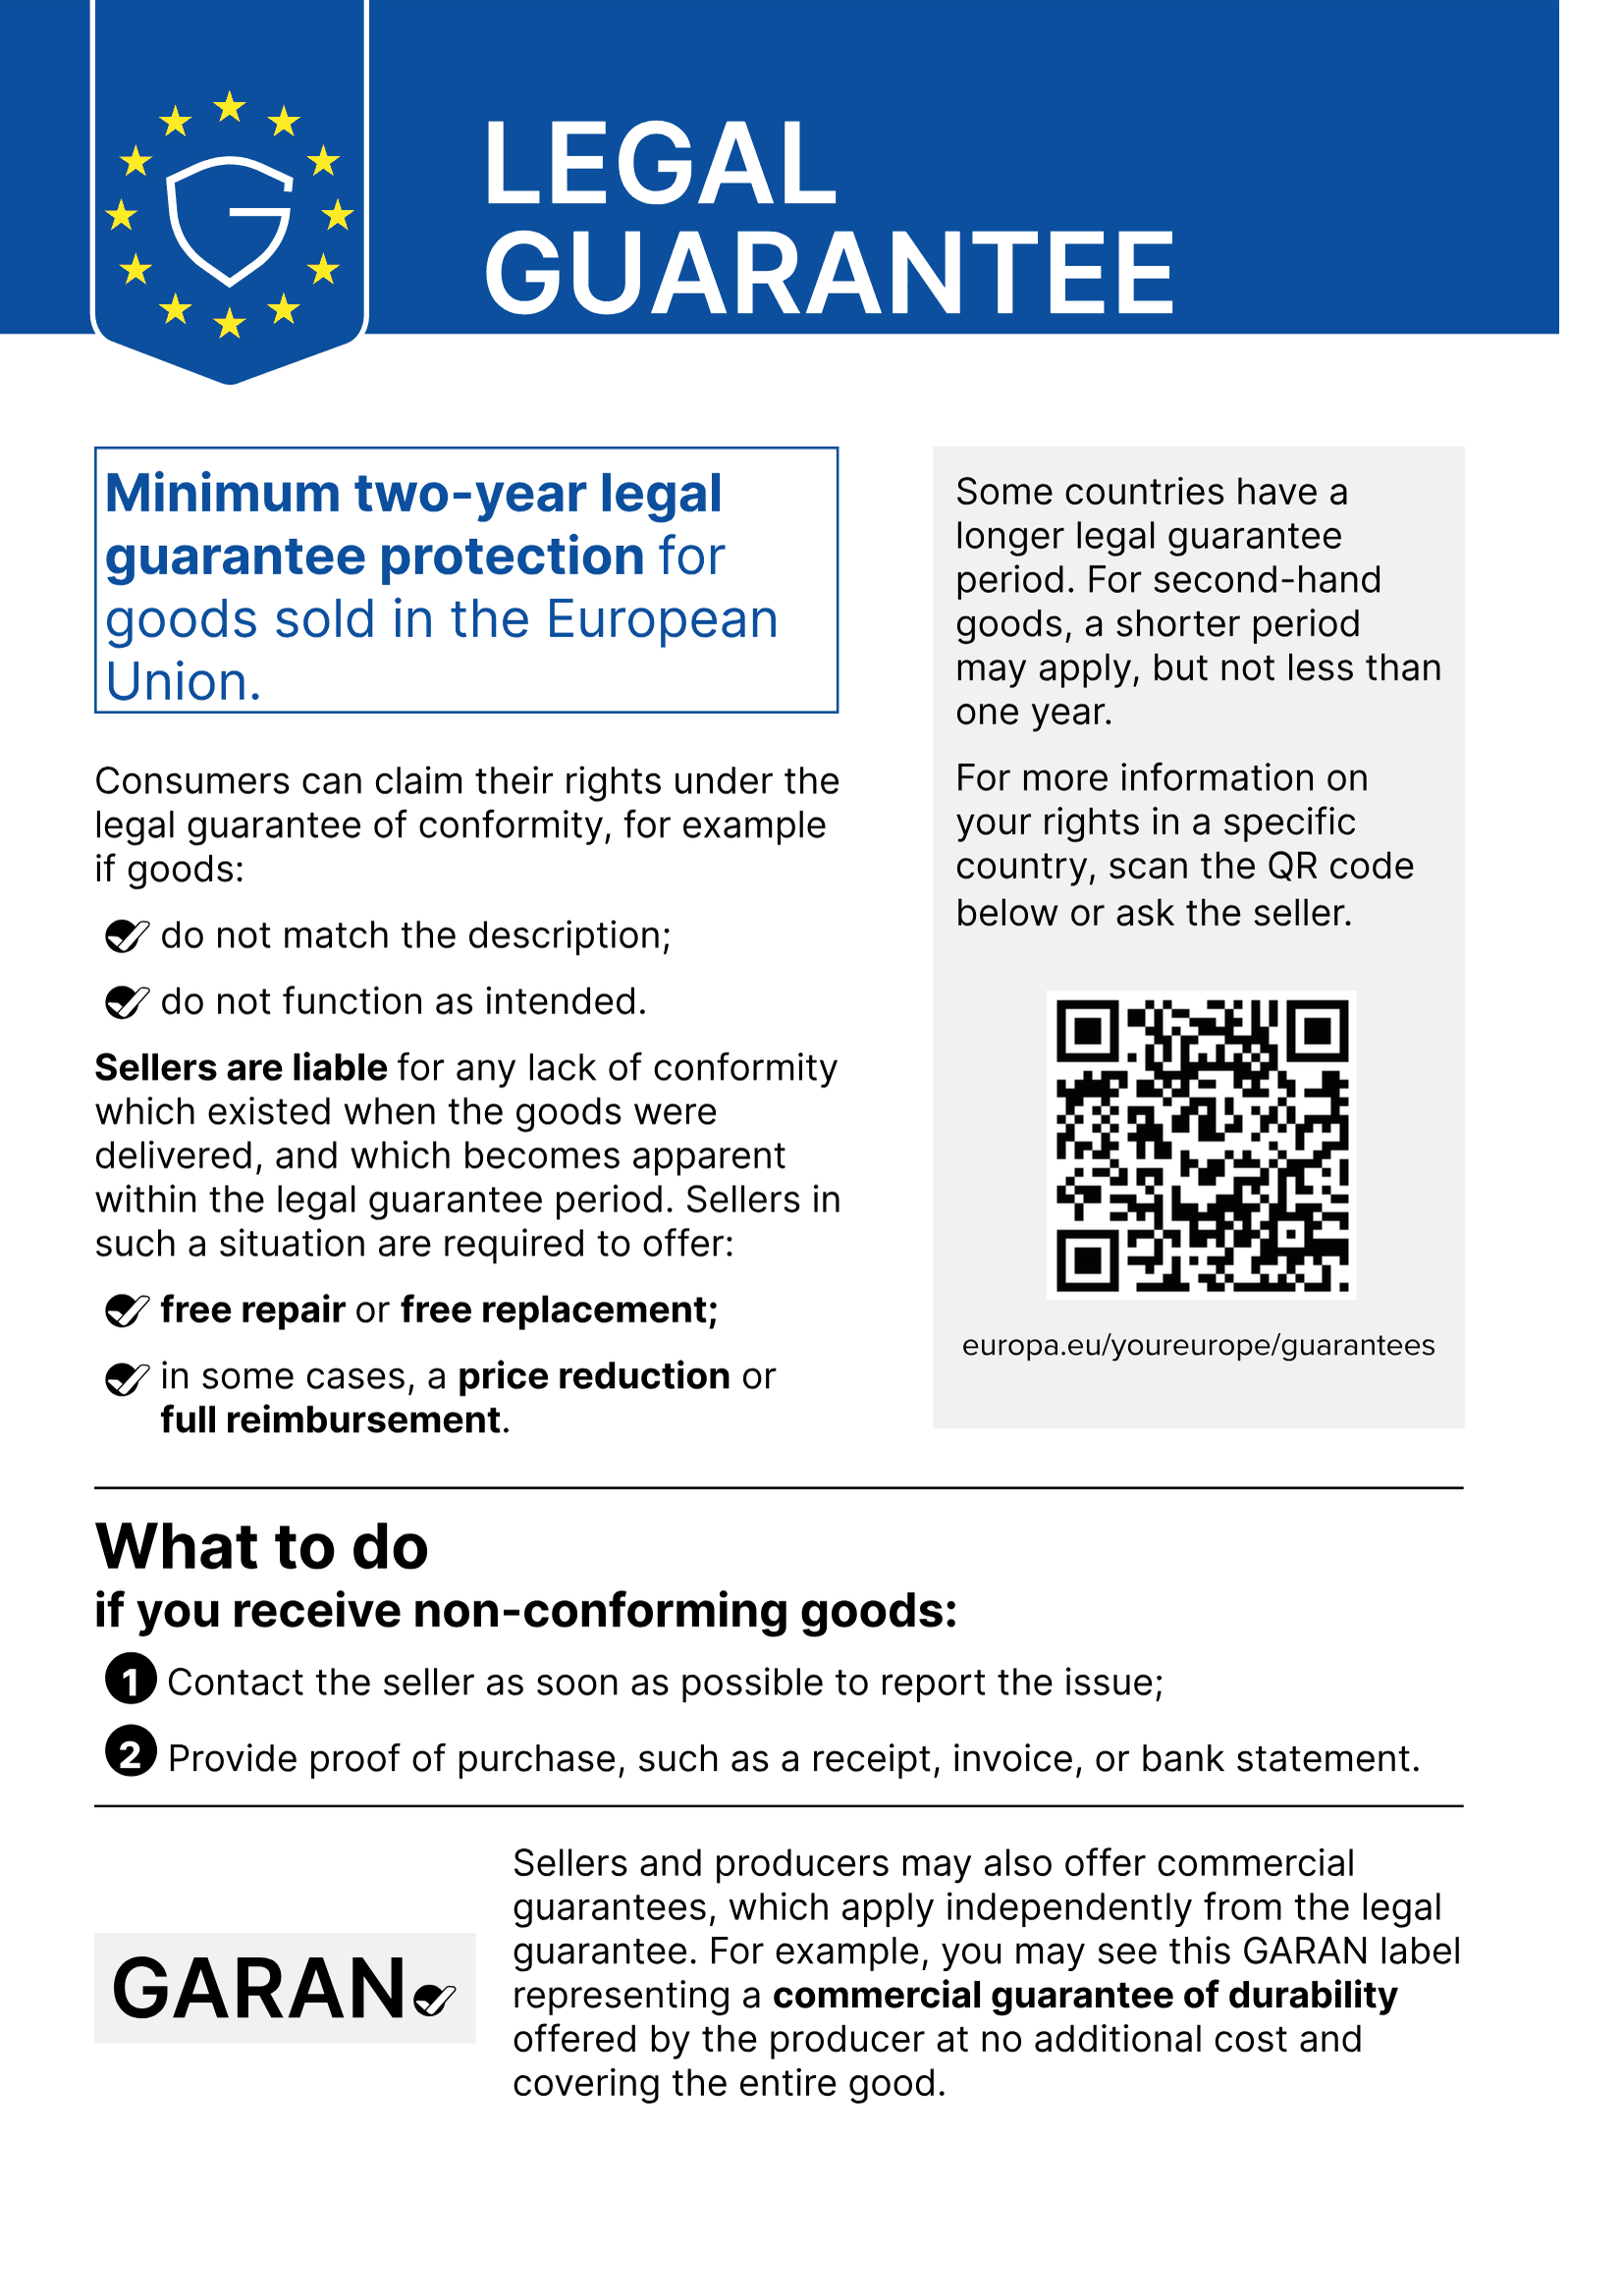 LEGAL
GUARANTEE
Minimum two-year legal
guarantee protection for
goods sold in the European
Union.
Consumers can claim their rights under the
legal guarantee of conformity, for example
if goods:
do not match the description;
do not function as intended.
Sellers are liable for any lack of conformity
which existed when the goods were
delivered, and which becomes apparent
within the legal guarantee period. Sellers in
such a situation are required to offer:
free repair or free replacement;
in some cases, a price reduction or
full reimbursement.
Some countries have a
longer legal guarantee
period. For second-hand
goods, a shorter period
may apply, but not less than
one year.
For more information on
your rights in a specific
country, scan the QR code
below or ask the seller.
europa.eu/youreurope/guarantees
What to do
if you receive non-conforming goods:
1 Contact the seller as soon as possible to report the issue;
2 Provide proof of purchase, such as a receipt, invoice, or bank statement.
GARAN
Sellers and producers may also offer commercial
guarantees, which apply independently from the legal
guarantee. For example, you may see this GARAN label
representing a commercial guarantee of durability
offered by the producer at no additional cost and
covering the entire good.